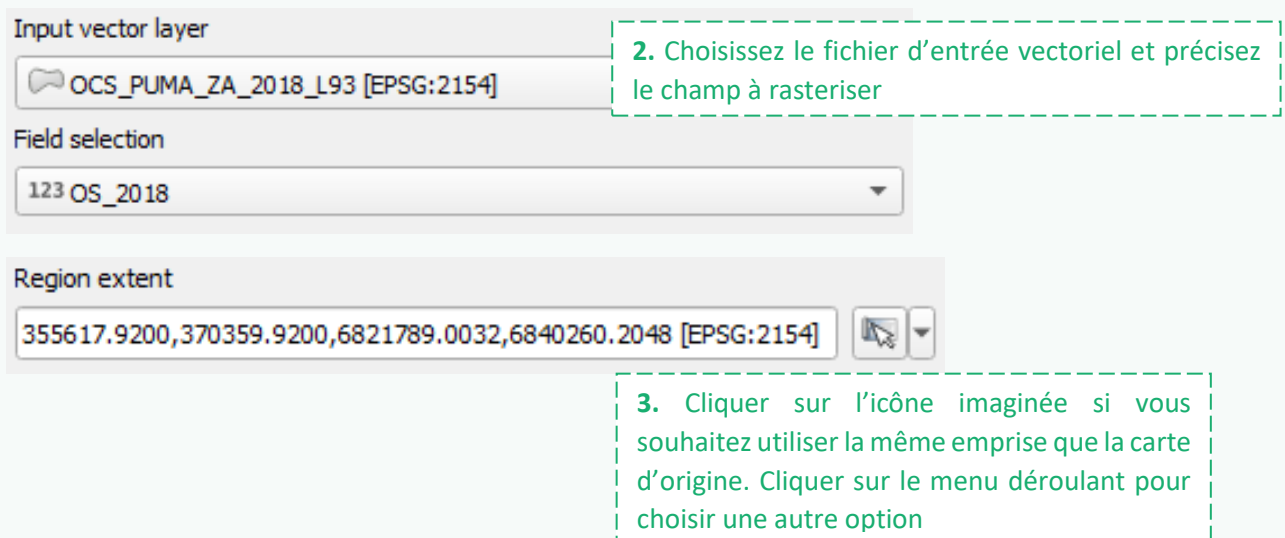 Input vector layer
OCS_PUMA_ZA_2018_L93 [EPSG:2154]
2. Choisissez le fichier d’entrée vectoriel et précisez
le champ à rasteriser
Field selection
123 OS_2018
Region extent
355617.9200,370359.9200,6821789.0032,6840260.2048 [EPSG:2154]
3. Cliquer sur l’icône imaginée si vous
souhaitez utiliser la même emprise que la carte
d’origine. Cliquer sur le menu déroulant pour
choisir une autre option